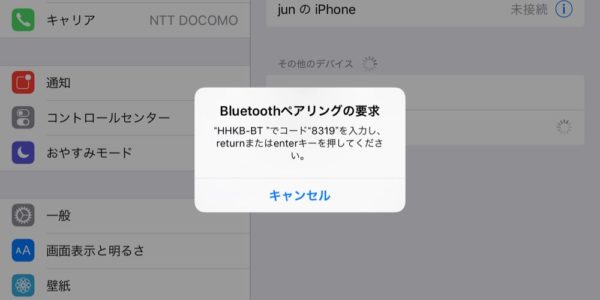 キャリア
NTT DOCOMO
通知
コントロールセンター
おやすみモード
一般
画面表示と明るさ
壁紙
jun の iPhone
未接続
その他のデバイス
Bluetoothペアリングの要求
"HHKB-BT "でコード"8319"を入力し、
returnまたはenterキーを押してくださ
い。
キャンセル